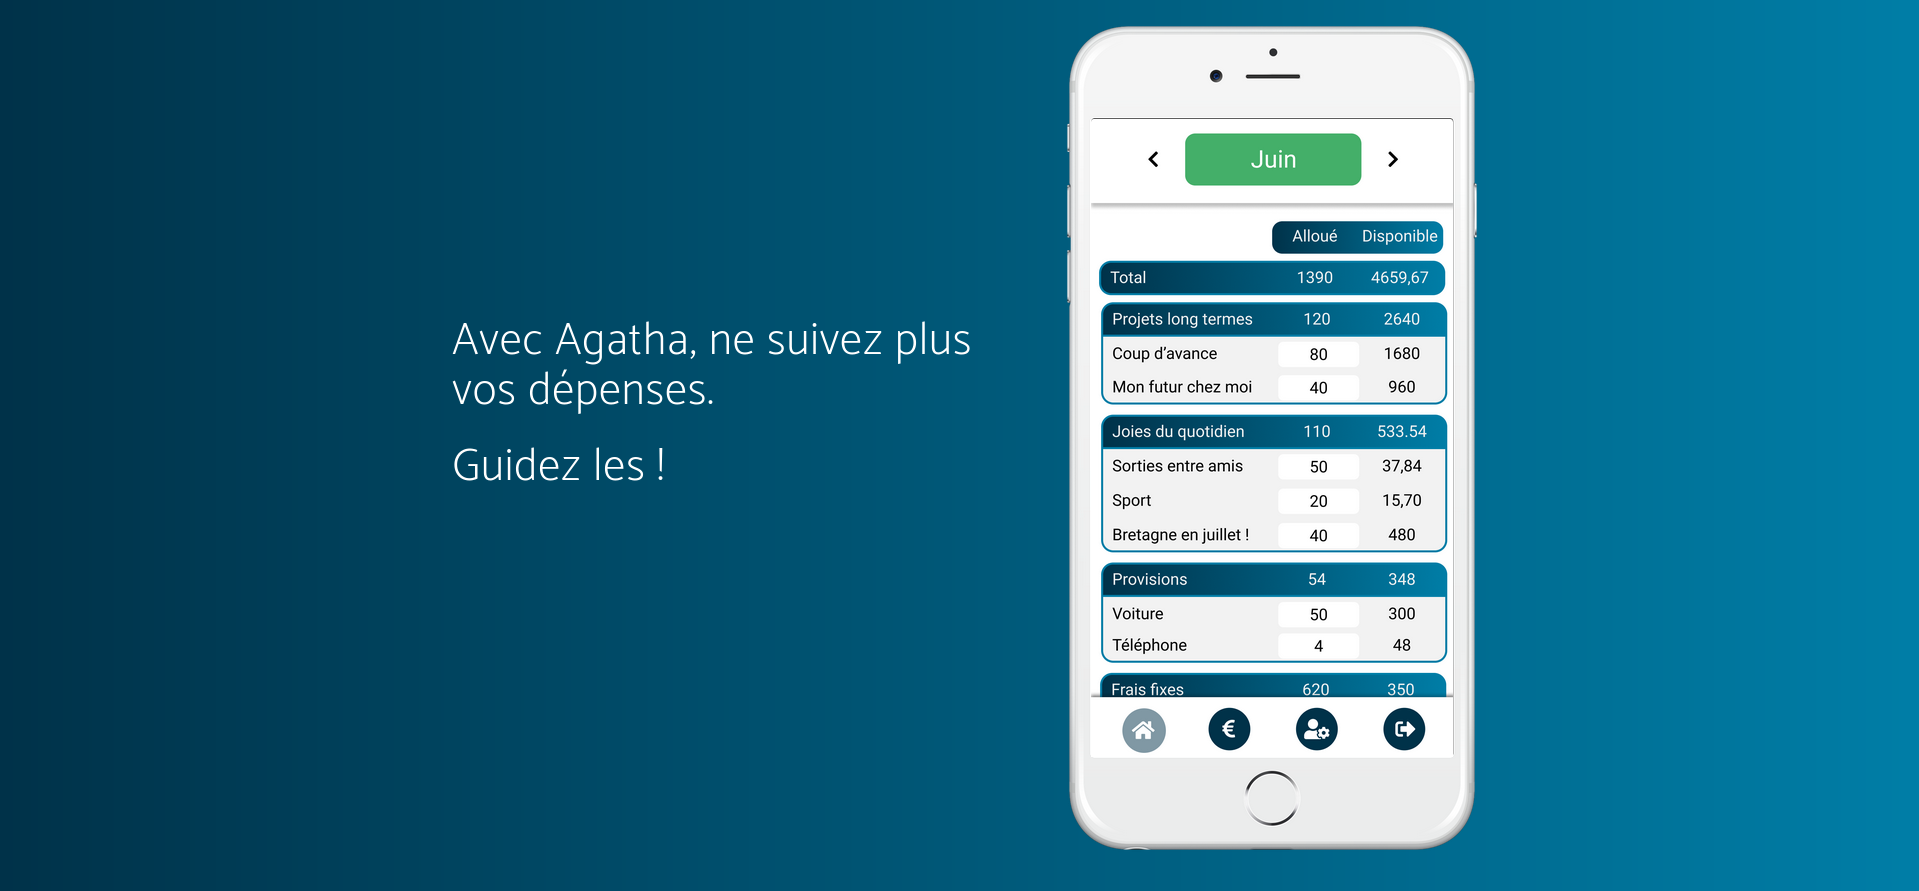 Avec Agatha, ne suivez plus
vos dépenses.
Guidez les !
Juin
Alloué Disponible
Total 1390 4659,67
Projets long termes 120 2640
Coup d'avance 80 1680
Mon futur chez moi 40 960
Joies du quotidien 110 533.54
Sorties entre amis 50 37,84
Sport 20 15,70
Bretagne en juillet ! 40 480
Provisions 54 348
Voiture 50 300
Téléphone 4 48
Frais fixes 620 350
€